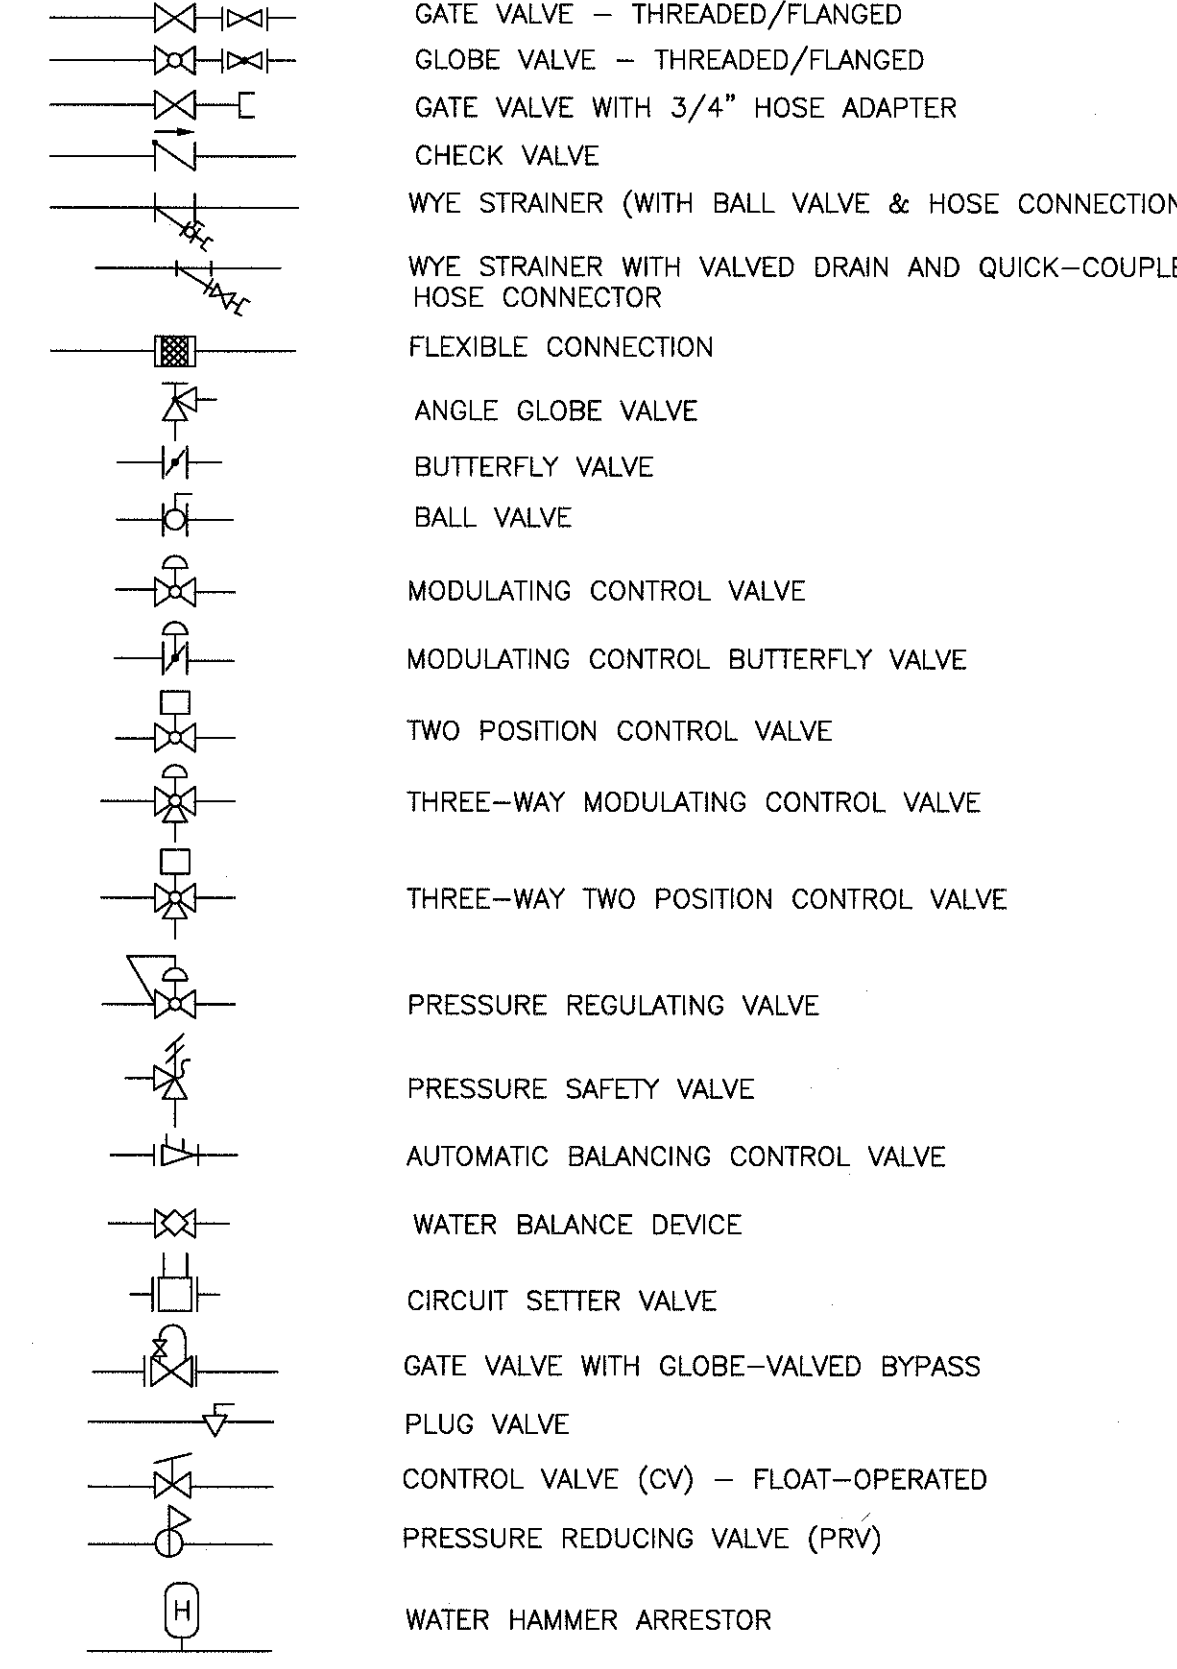 GATE VALVE – THREADED/FLANGED
GLOBE VALVE – THREADED/FLANGED
GATE VALVE WITH 3/4" HOSE ADAPTER
CHECK VALVE
WYE STRAINER (WITH BALL VALVE & HOSE CONNECTION
WYE STRAINER WITH VALVED DRAIN AND QUICK–COUPLE
HOSE CONNECTOR
FLEXIBLE CONNECTION
ANGLE GLOBE VALVE
BUTTERFLY VALVE
BALL VALVE
MODULATING CONTROL VALVE
MODULATING CONTROL BUTTERFLY VALVE
TWO POSITION CONTROL VALVE
THREE–WAY MODULATING CONTROL VALVE
THREE–WAY TWO POSITION CONTROL VALVE
PRESSURE REGULATING VALVE
PRESSURE SAFETY VALVE
AUTOMATIC BALANCING CONTROL VALVE
WATER BALANCE DEVICE
CIRCUIT SETTER VALVE
GATE VALVE WITH GLOBE–VALVED BYPASS
PLUG VALVE
CONTROL VALVE (CV) – FLOAT–OPERATED
PRESSURE REDUCING VALVE (PRV)
H WATER HAMMER ARRESTOR